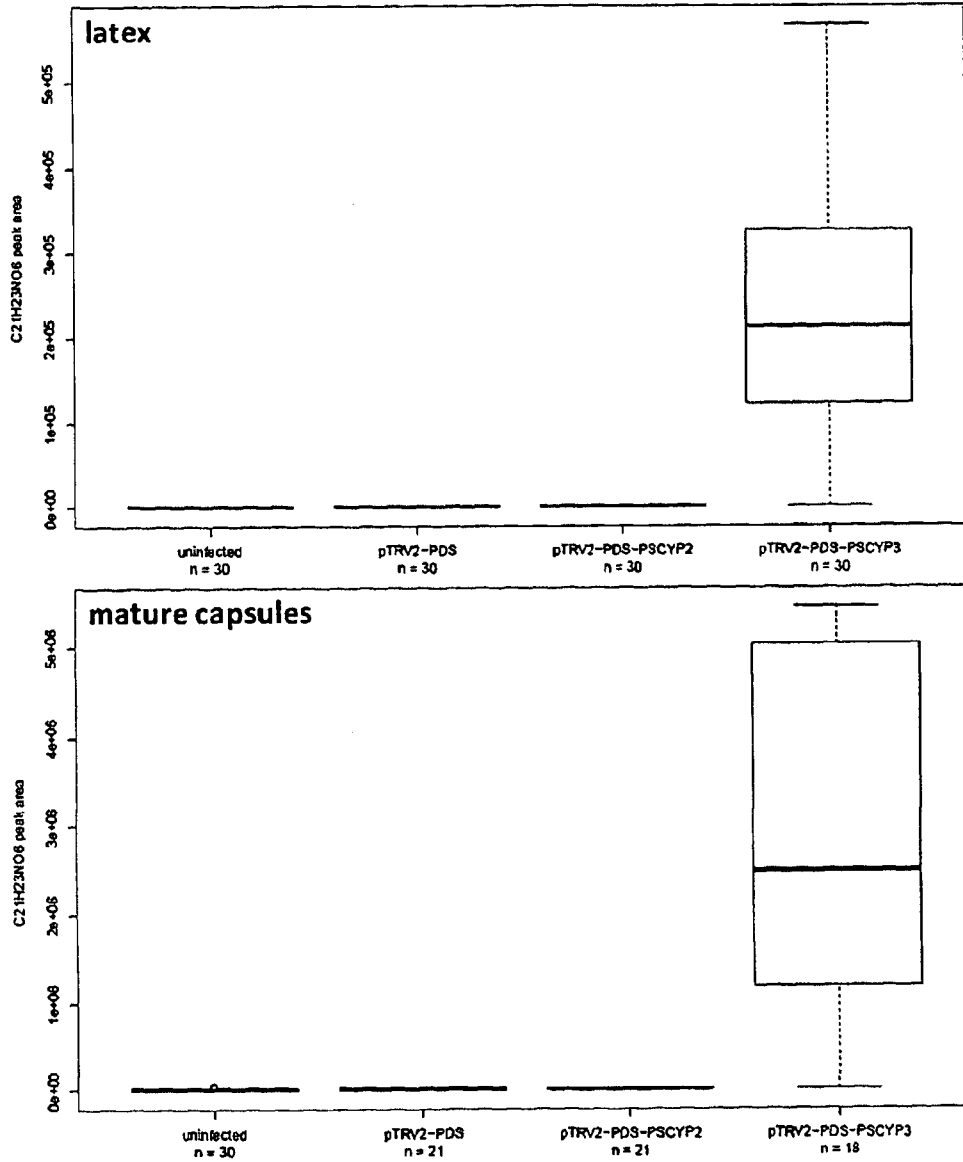 latex
C21H23NO6 peak area
5e+05
4e+05
3e+05
2e+05
1e+05
0e+00
uninfected
n = 30
pTRV2-PDS
n = 30
pTRV2-PDS-PSCYP2
n = 30
pTRV2-PDS-PSCYP3
n = 30
mature capsules
C21H23NO6 peak area
5e+06
4e+06
3e+06
2e+06
1e+06
0e+00
uninfected
n = 30
pTRV2-PDS
n = 21
pTRV2-PDS-PSCYP2
n = 21
pTRV2-PDS-PSCYP3
n = 18